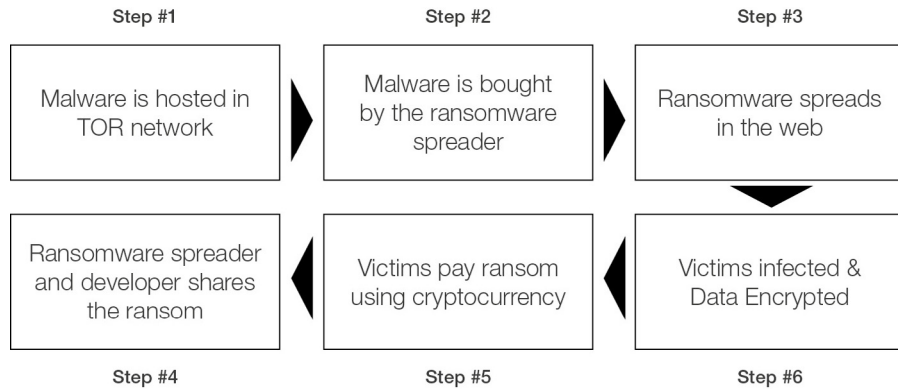 Step #1
Step #2
Step #3
Malware is hosted in
TOR network
Malware is bought
by the ransomware
spreader
Ransomware spreads
in the web
Ransomware spreader
and developer shares
the ransom
Victims pay ransom
using cryptocurrency
Victims infected &
Data Encrypted
Step #4
Step #5
Step #6